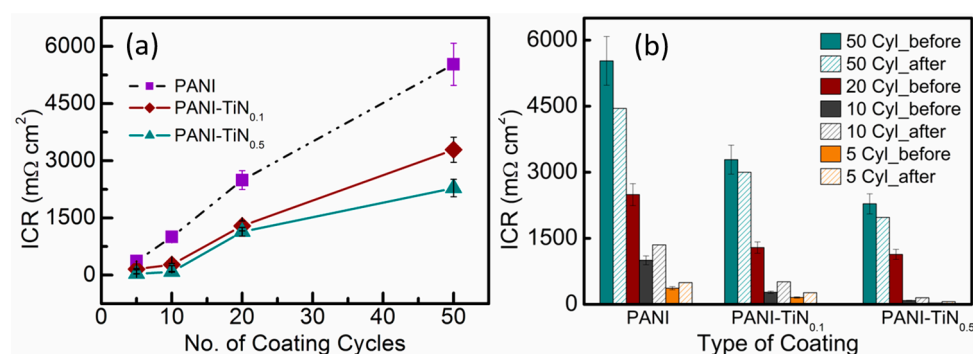 (a)
6000
4500
3000
1500
0
ICR (mΩ cm²)
PANI
PANI-TiN₀.₁
PANI-TiN₀.₅
0 10 20 30 40 50
No. of Coating Cycles
(b)
6000
4500
3000
1500
0
ICR (mΩ cm²)
50 Cyl_before
50 Cyl_after
20 Cyl_before
10 Cyl_before
10 Cyl_after
5 Cyl_before
5 Cyl_after
PANI PANI-TiN₀.₁ PANI-TiN₀.₅
Type of Coating